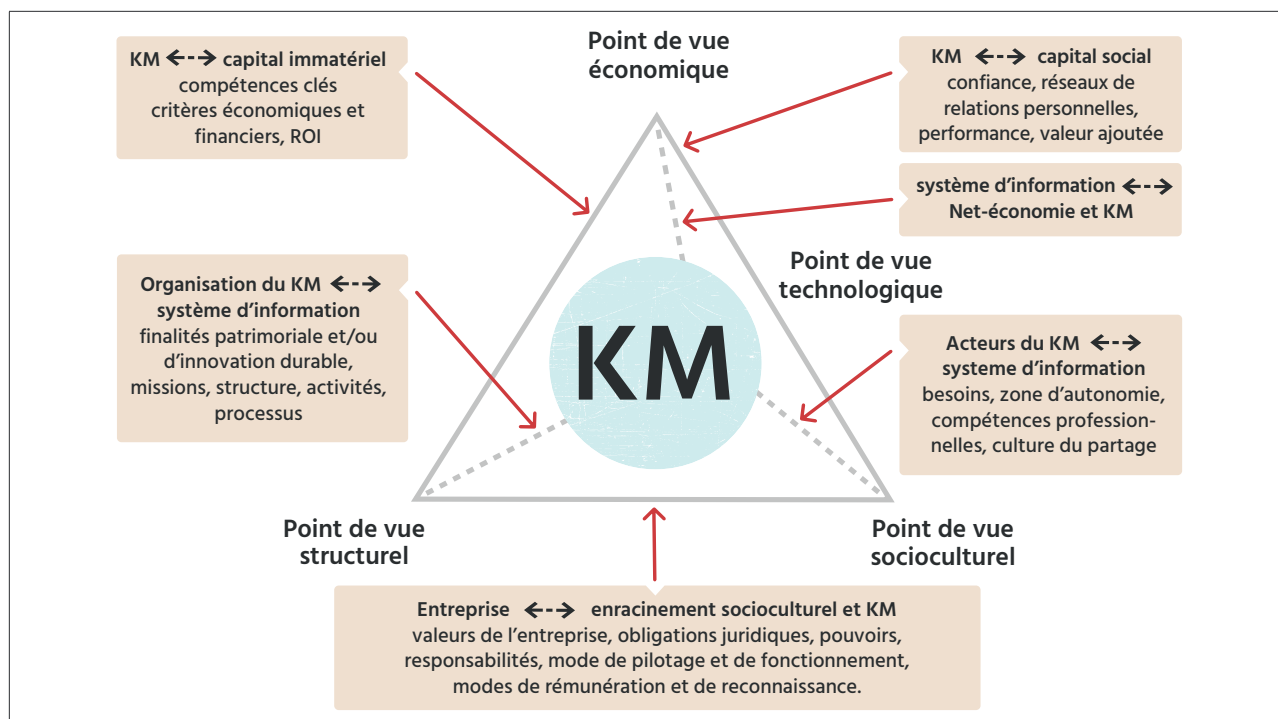 Point de vue
économique
KM <--> capital immatériel
compétences clés
critères économiques et
financiers, ROI
KM <--> capital social
confiance, réseaux de
relations personnelles,
performance, valeur ajoutée
système d'information <-->
Net-économie et KM
Point de vue
technologique
Organisation du KM <-->
système d'information
finalités patrimoriale et/ou
d'innovation durable,
missions, structure, activités,
processus
KM
Acteurs du KM <-->
systeme d'information
besoins, zone d'autonomie,
compétences profession-
nelles, culture du partage
Point de vue
structurel
Point de vue
socioculturel
Entreprise <--> enracinement socioculturel et KM
valeurs de l'entreprise, obligations juridiques, pouvoirs,
responsabilités, mode de pilotage et de fonctionnement,
modes de rémunération et de reconnaissance.